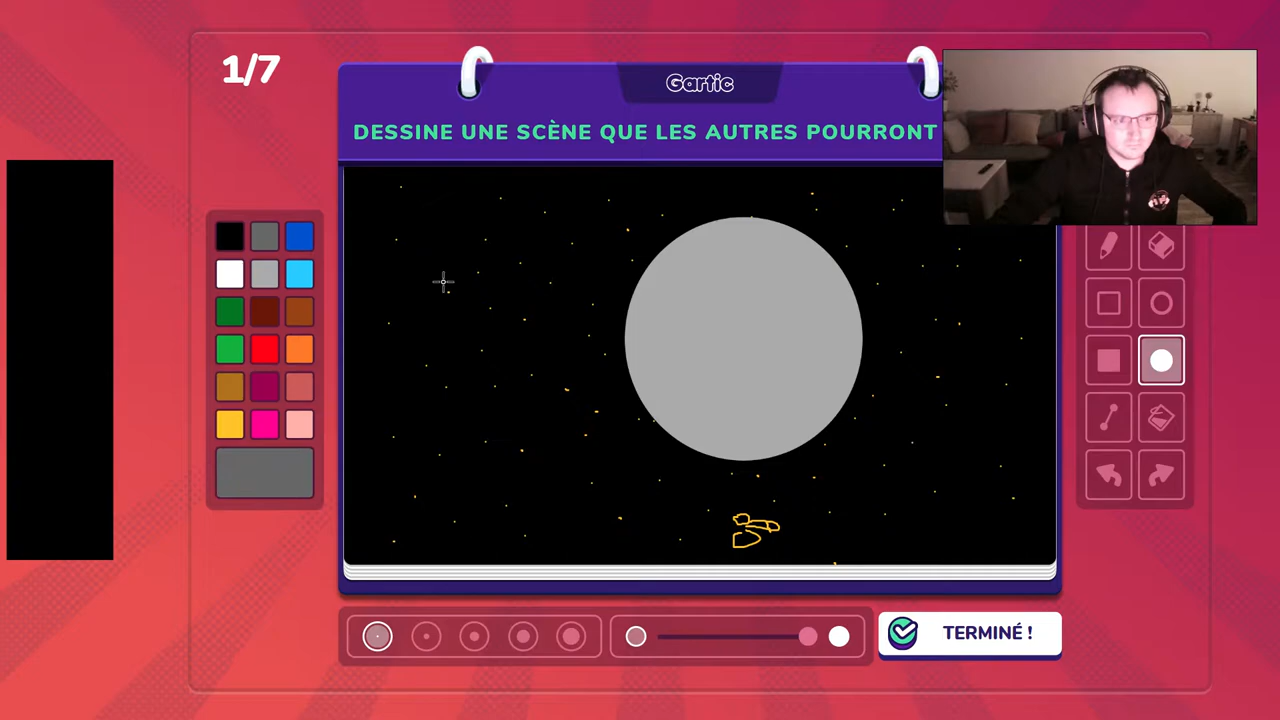 1/7
Gartic
DESSINE UNE SCÈNE QUE LES AUTRES POURRONT
TERMINÉ !